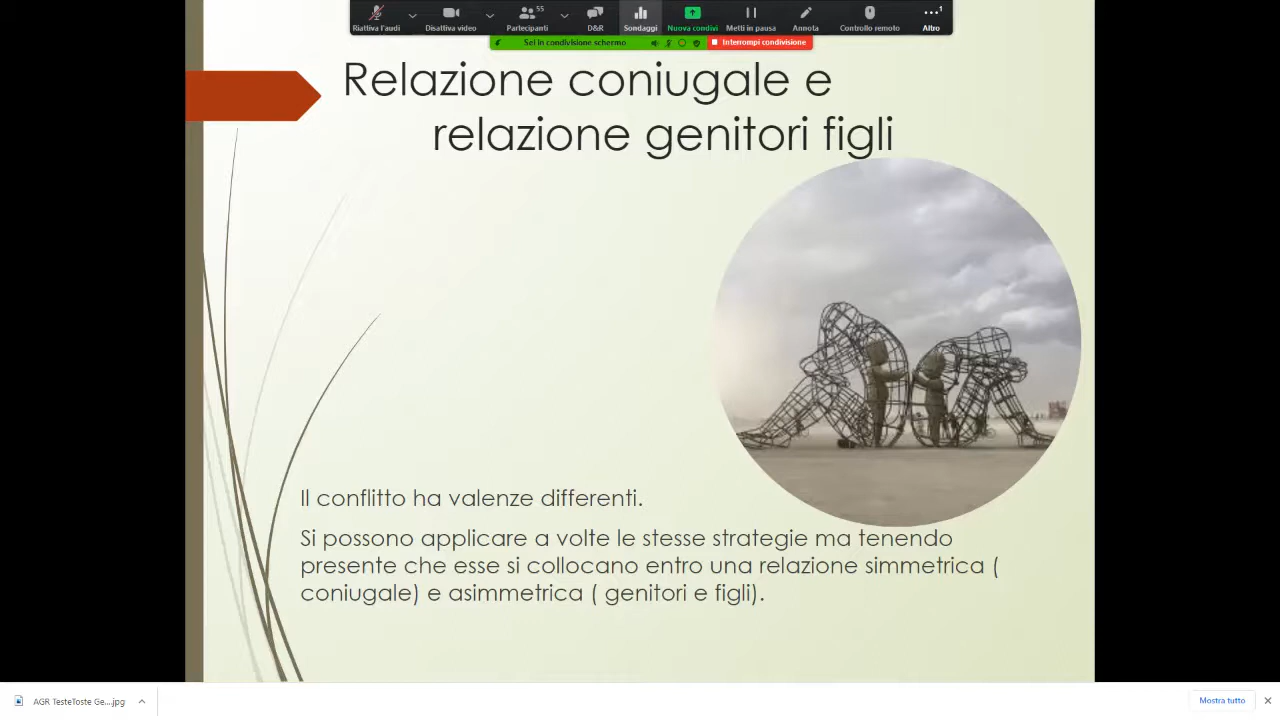 55
1
Riattiva l'audi
Disattiva video
Partecipanti
D&R
Sondaggi
Nuova condivi
Metti in pausa
Annota
Controllo remoto
Altro
Sei in condivisione schermo
Interrompi condivisione
Relazione coniugale e
relazione genitori figli
Il conflitto ha valenze differenti.
Si possono applicare a volte le stesse strategie ma tenendo
presente che esse si collocano entro una relazione simmetrica (
coniugale) e asimmetrica ( genitori e figli).
AGR TesteToste Ge....jpg
Mostra tutto